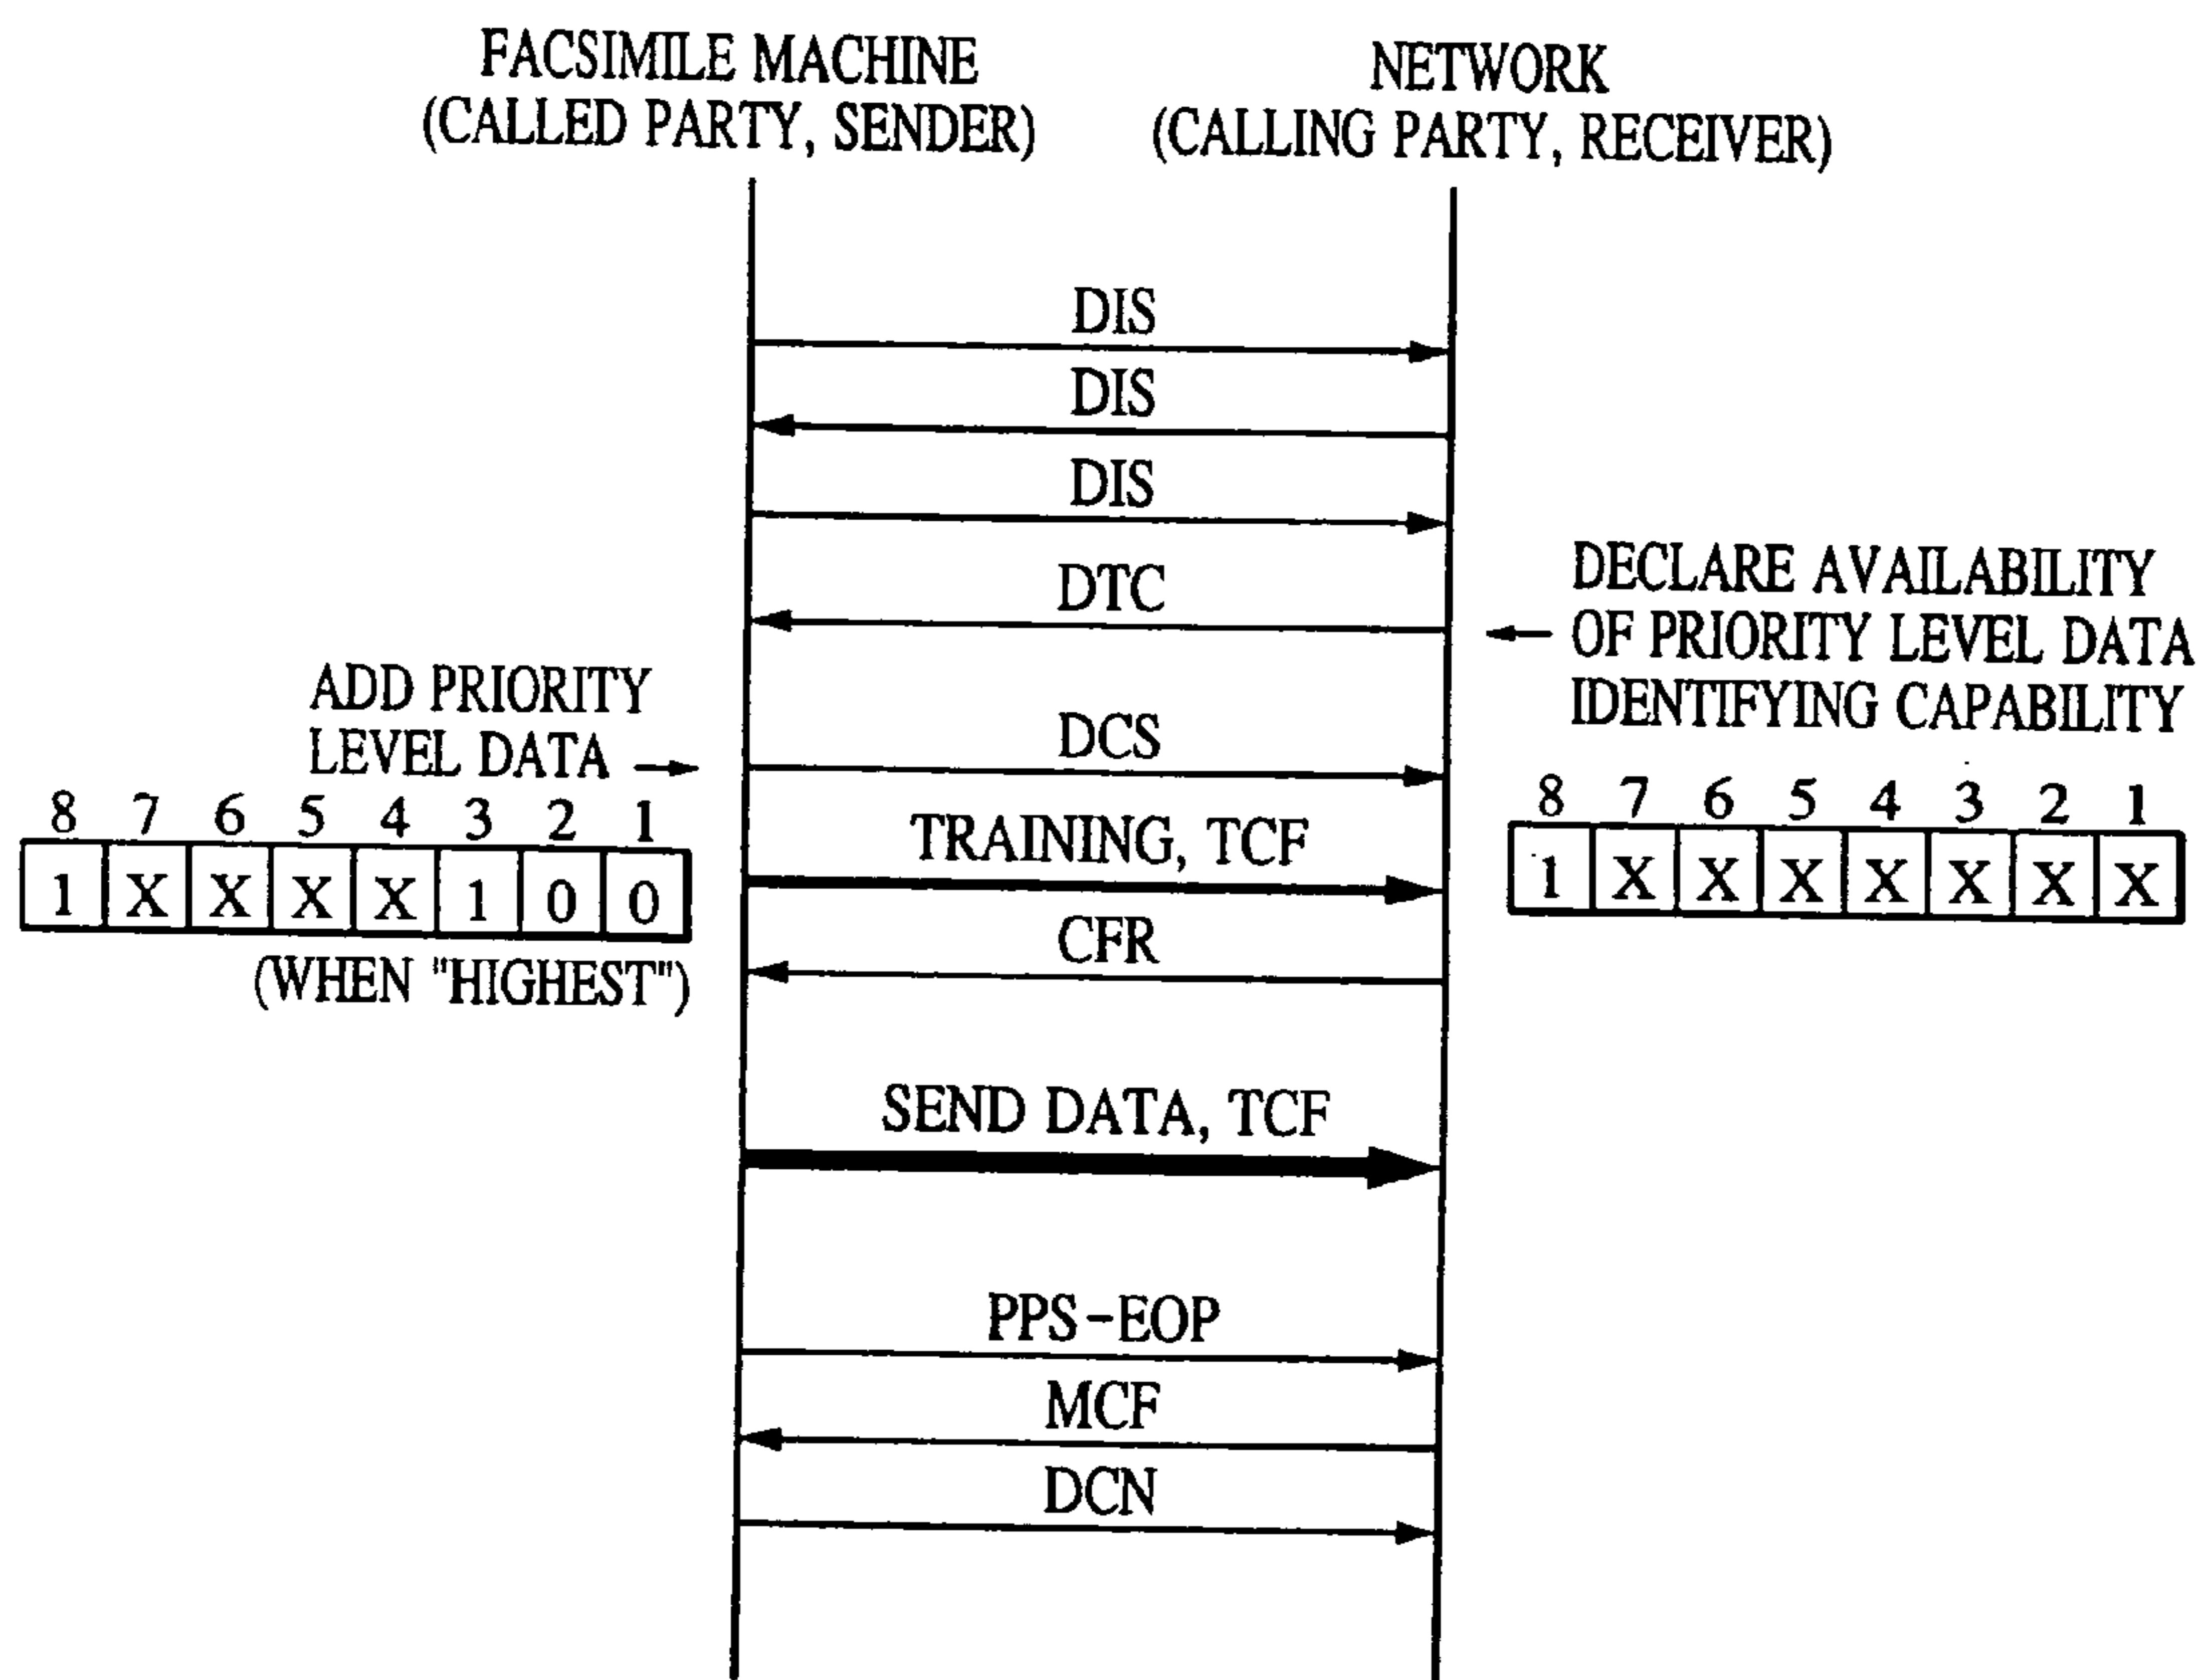 FACSIMILE MACHINE
(CALLED PARTY, SENDER)
NETWORK
(CALLING PARTY, RECEIVER)
DIS
DIS
DIS
DTC
DECLARE AVAILABILITY
OF PRIORITY LEVEL DATA
IDENTIFYING CAPABILITY
ADD PRIORITY
LEVEL DATA
DCS
8 7 6 5 4 3 2 1
1 X X X X 1 0 0
(WHEN "HIGHEST")
8 7 6 5 4 3 2 1
1 X X X X X X X
TRAINING, TCF
CFR
SEND DATA, TCF
PPS-EOP
MCF
DCN